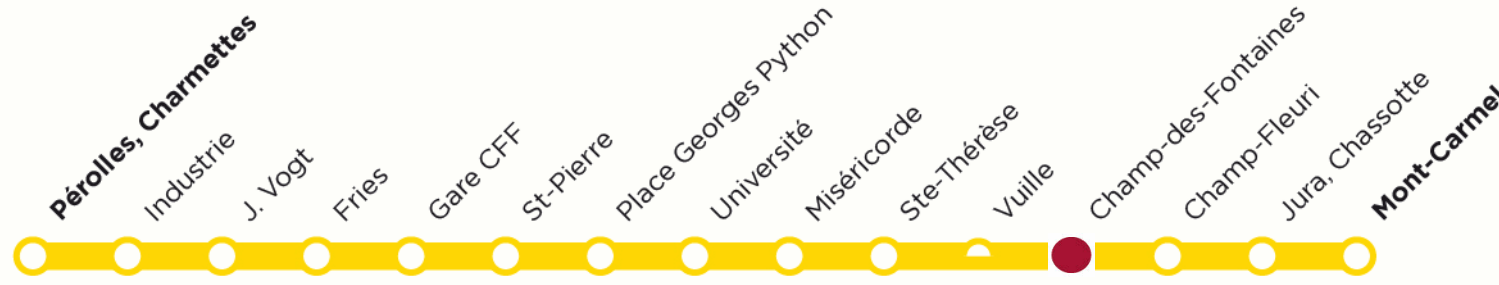 Pérolles, Charmettes
Industrie
J. Vogt
Fries
Gare CFF
St-Pierre
Place Georges Python
Université
Miséricorde
Ste-Thérèse
Vuille
Champ-des-Fontaines
Champ-Fleuri
Jura, Chassotte
Mont-Carmel